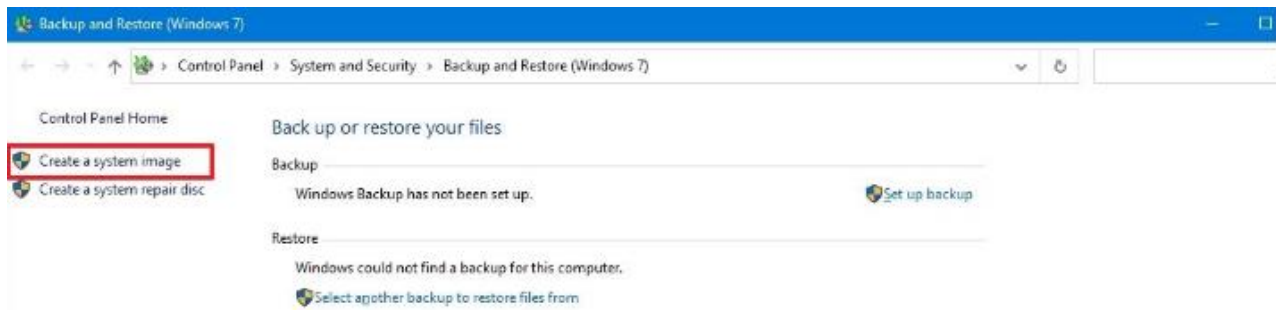 Backup and Restore (Windows 7)
Control Panel > System and Security > Backup and Restore (Windows 7)
Control Panel Home
Create a system image
Create a system repair disc
Back up or restore your files
Backup
Windows Backup has not been set up.
Set up backup
Restore
Windows could not find a backup for this computer.
Select another backup to restore files from